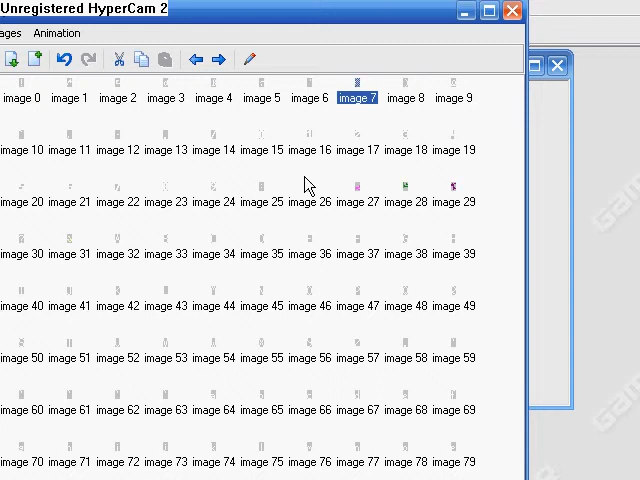 Unregistered HyperCam 2
ages Animation
image 0 image 1 image 2 image 3 image 4 image 5 image 6 image 7 image 8 image 9
image 10 image 11 image 12 image 13 image 14 image 15 image 16 image 17 image 18 image 19
image 20 image 21 image 22 image 23 image 24 image 25 image 26 image 27 image 28 image 29
image 30 image 31 image 32 image 33 image 34 image 35 image 36 image 37 image 38 image 39
image 40 image 41 image 42 image 43 image 44 image 45 image 46 image 47 image 48 image 49
image 50 image 51 image 52 image 53 image 54 image 55 image 56 image 57 image 58 image 59
image 60 image 61 image 62 image 63 image 64 image 65 image 66 image 67 image 68 image 69
image 70 image 71 image 72 image 73 image 74 image 75 image 76 image 77 image 78 image 79